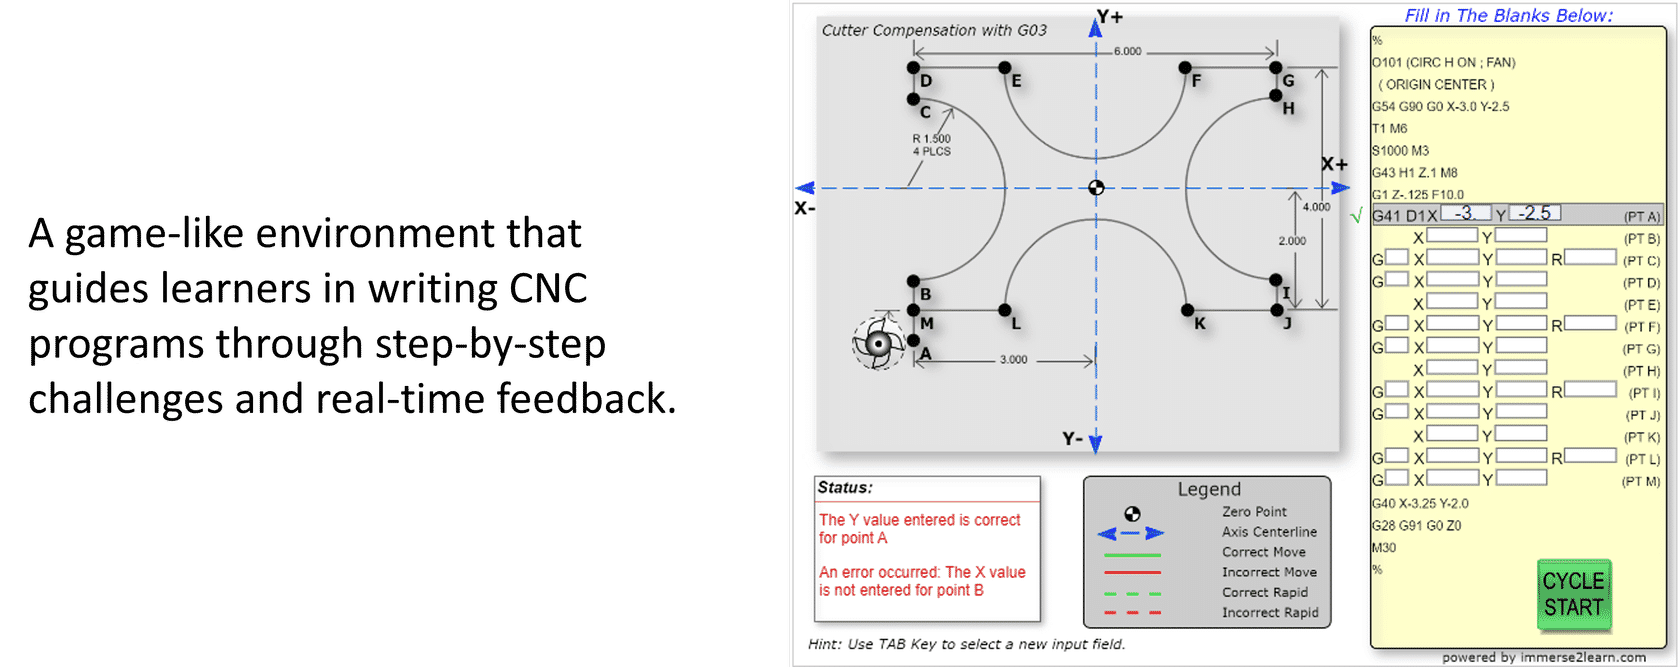 A game-like environment that
guides learners in writing CNC
programs through step-by-step
challenges and real-time feedback.
Cutter Compensation with G03
Y+
6.000
D
E
F
G
C
H
R 1.500
4 PLCS
X+
X-
4.000
2.000
B
I
M
L
K
J
A
3.000
Y-
Status:
The Y value entered is correct
for point A
An error occurred: The X value
is not entered for point B
Legend
Zero Point
Axis Centerline
Correct Move
Incorrect Move
Correct Rapid
Incorrect Rapid
Hint: Use TAB Key to select a new input field.
Fill in The Blanks Below:
%
O101 (CIRC H ON ; FAN)
( ORIGIN CENTER )
G54 G90 G0 X-3.0 Y-2.5
T1 M6
S1000 M3
G43 H1 Z.1 M8
G1 Z-.125 F10.0
√ G41 D1 X -3. Y -2.5 (PT A)
X Y (PT B)
G X Y R (PT C)
G X Y (PT D)
X Y (PT E)
G X Y R (PT F)
G X Y (PT G)
X Y (PT H)
G X Y R (PT I)
G X Y (PT J)
X Y (PT K)
G X Y R (PT L)
G X Y (PT M)
G40 X-3.25 Y-2.0
G28 G91 G0 Z0
M30
%
CYCLE
START
powered by immerse2learn.com